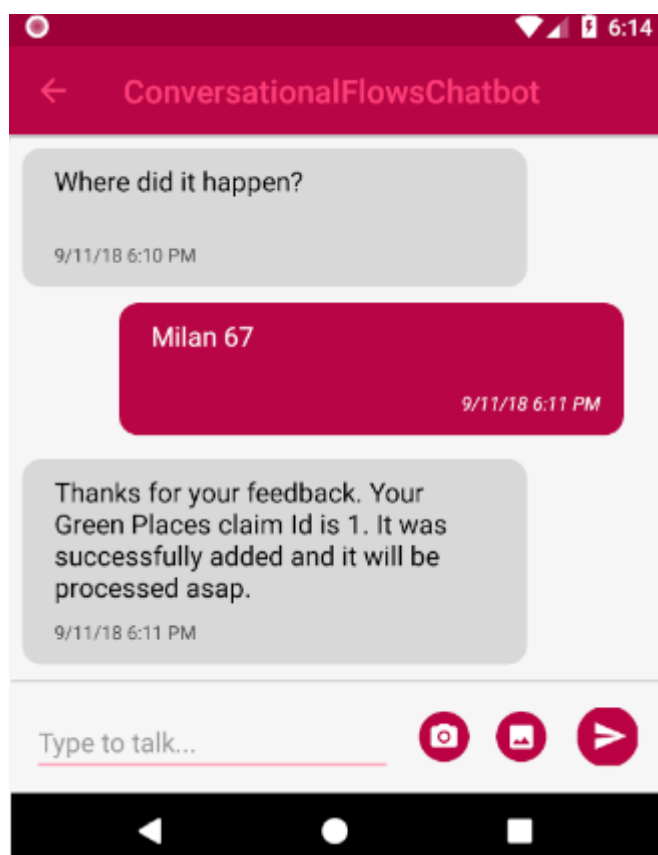 6:14
ConversationalFlowsChatbot
Where did it happen?
9/11/18 6:10 PM
Milan 67
9/11/18 6:11 PM
Thanks for your feedback. Your
Green Places claim Id is 1. It was
successfully added and it will be
processed asap.
9/11/18 6:11 PM
Type to talk...